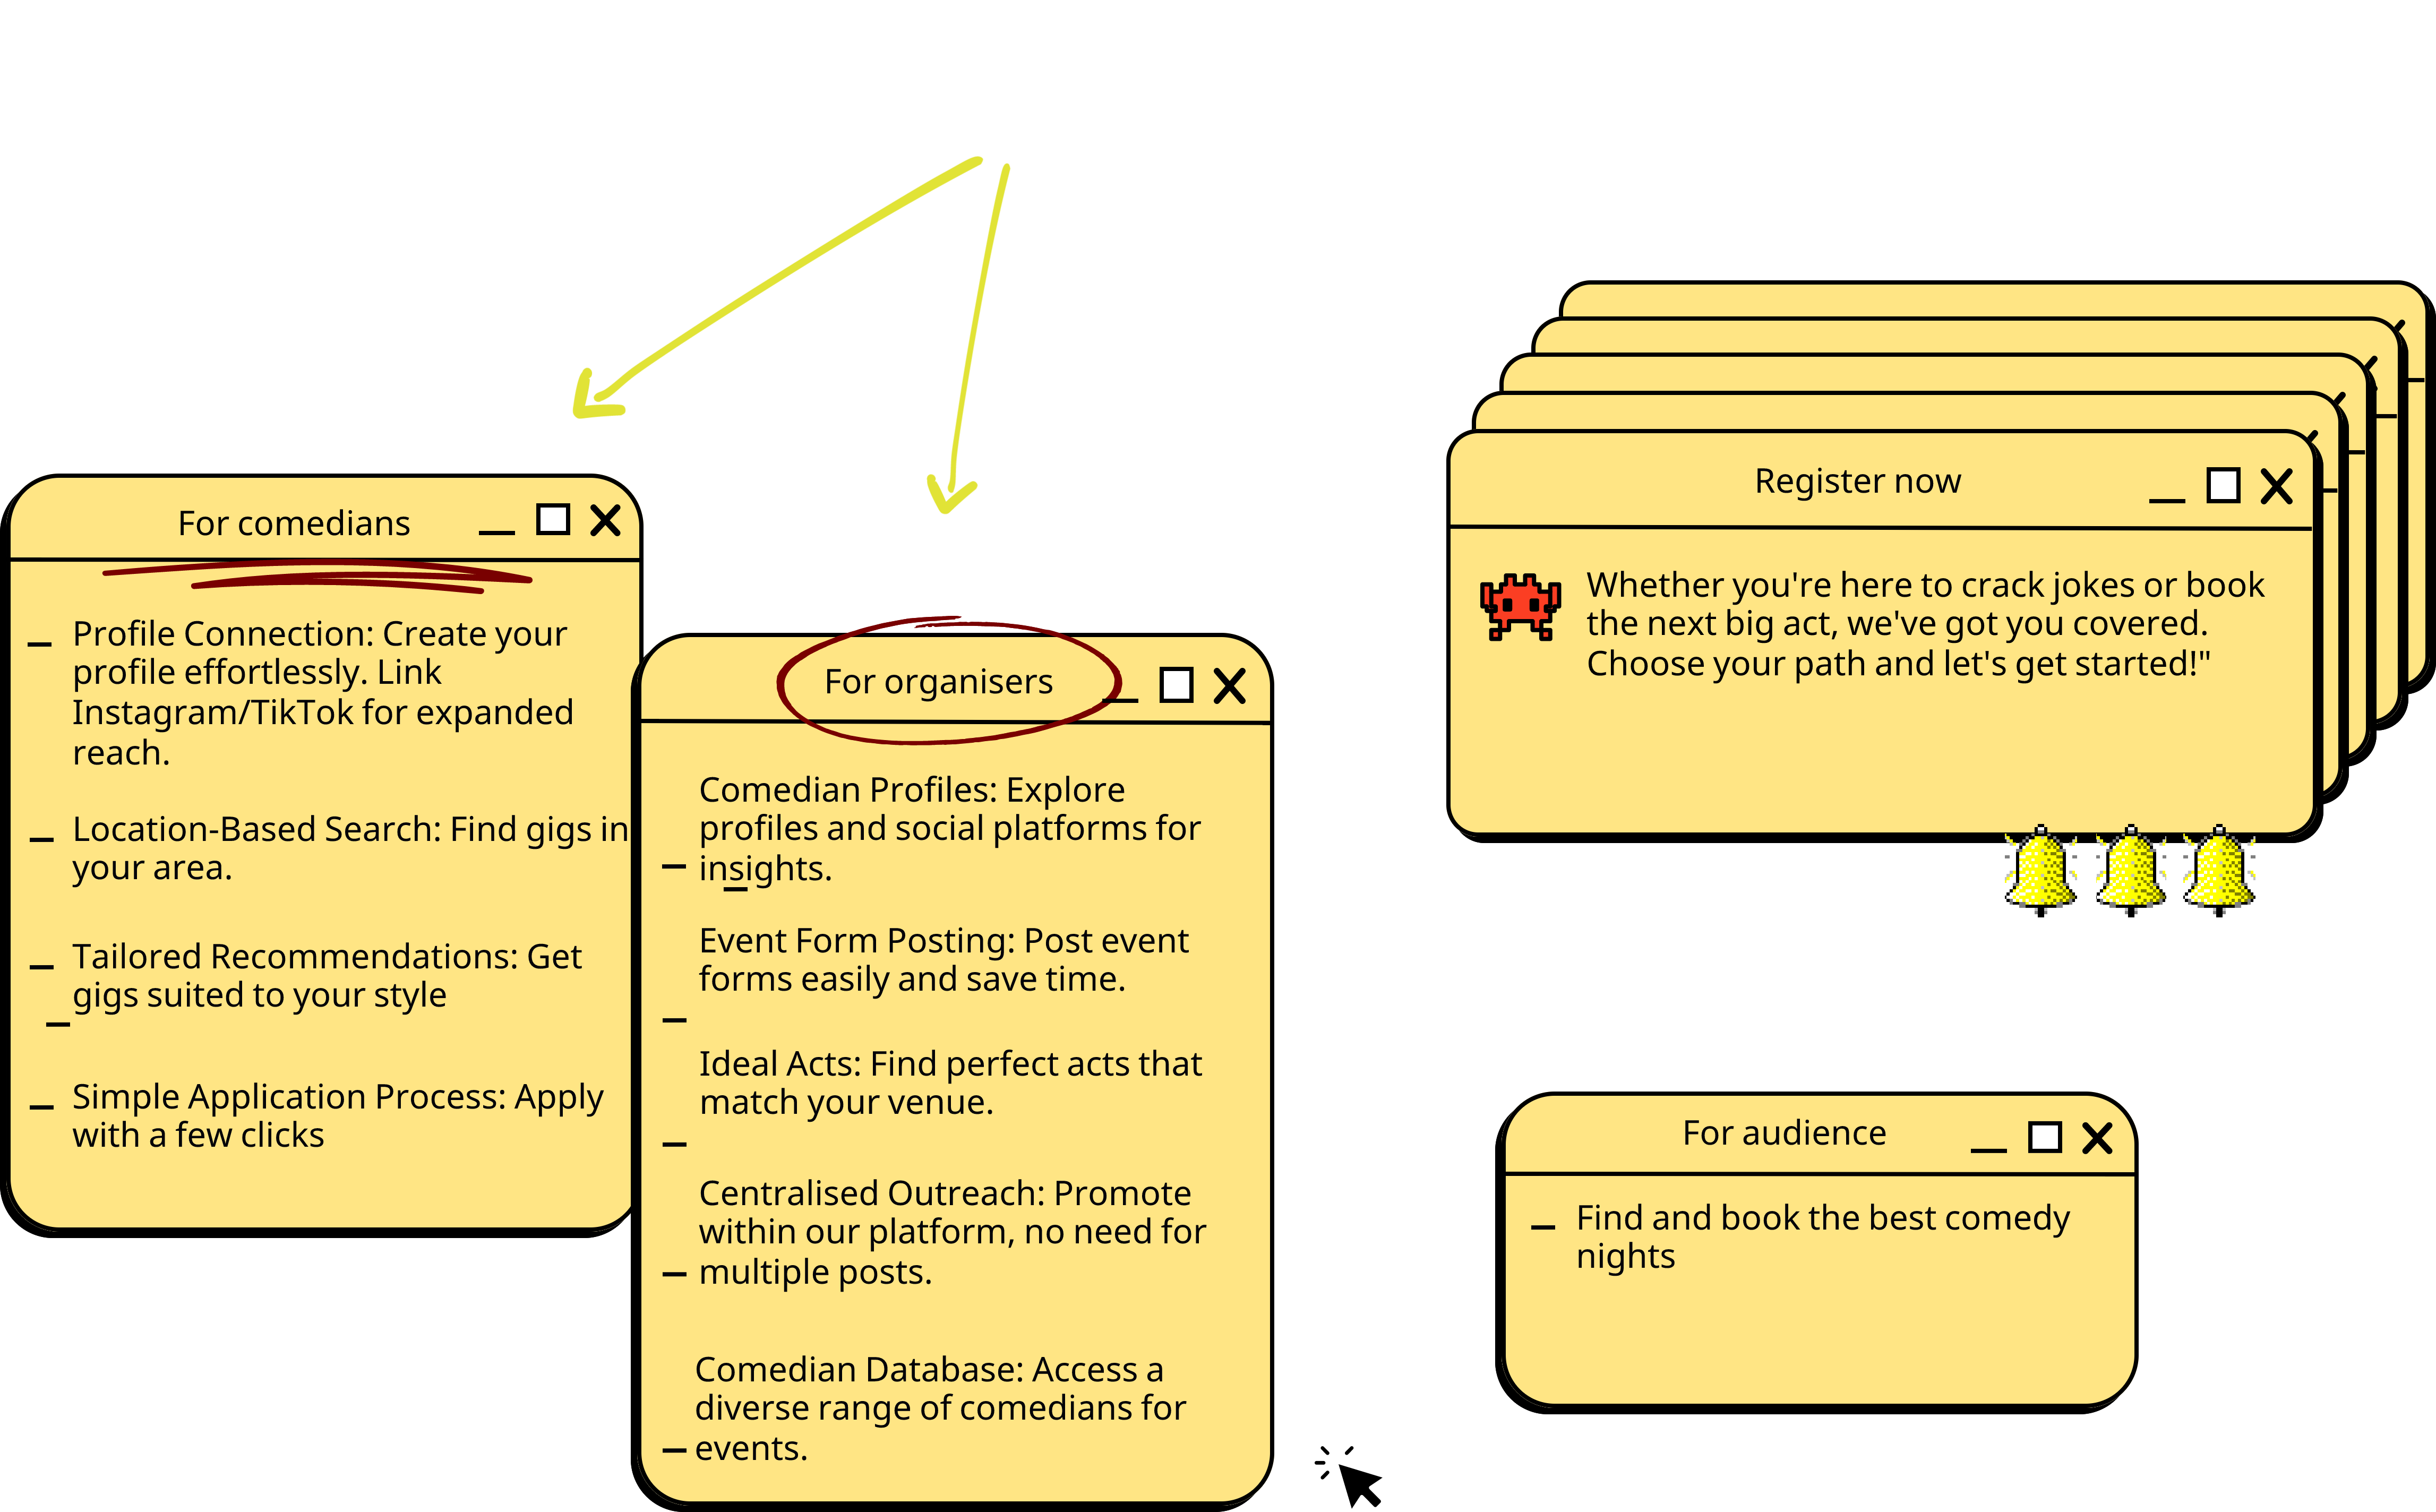 For comedians
Profile Connection: Create your
profile effortlessly. Link
Instagram/TikTok for expanded
reach.
Location-Based Search: Find gigs in
your area.
Tailored Recommendations: Get
gigs suited to your style
Simple Application Process: Apply
with a few clicks
For organisers
Comedian Profiles: Explore
profiles and social platforms for
insights.
Event Form Posting: Post event
forms easily and save time.
Ideal Acts: Find perfect acts that
match your venue.
Centralised Outreach: Promote
within our platform, no need for
multiple posts.
Comedian Database: Access a
diverse range of comedians for
events.
Register now
Whether you're here to crack jokes or book
the next big act, we've got you covered.
Choose your path and let's get started!"
For audience
Find and book the best comedy
nights